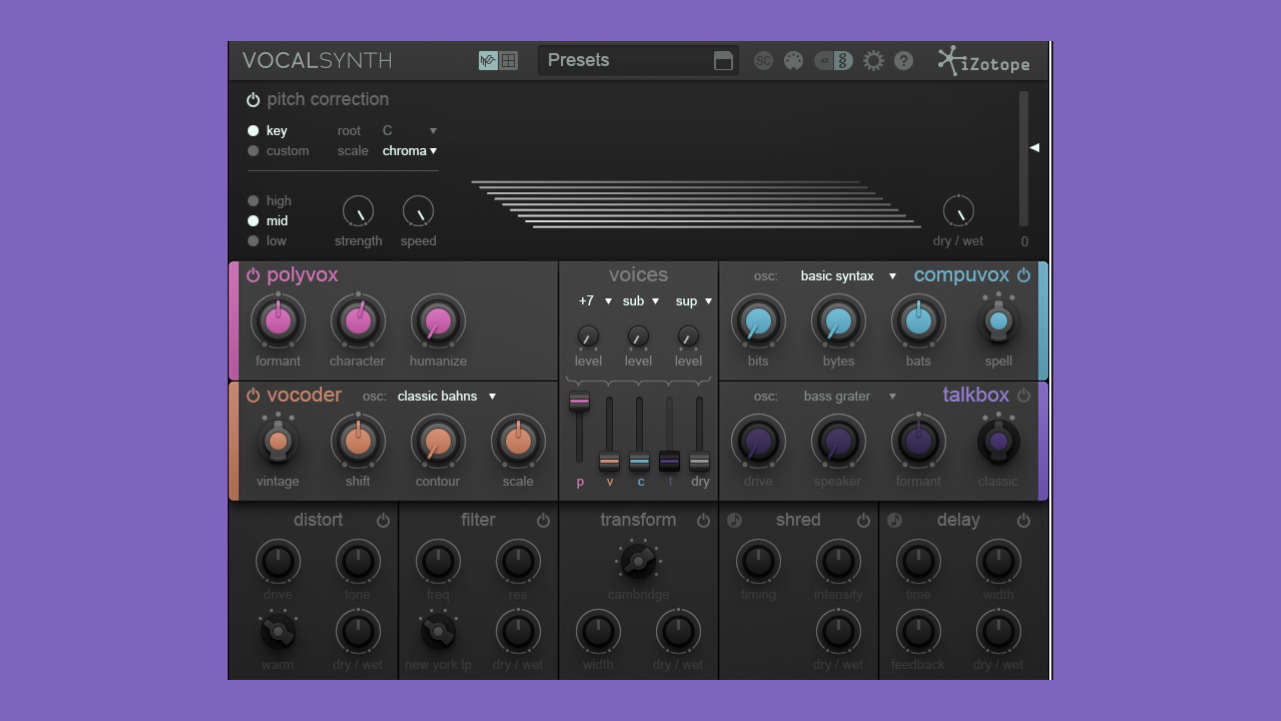 VOCALSYNTH
Presets
SC
?
iZotope
pitch correction
key root C
custom scale chroma
high
mid
low
strength speed dry / wet 0
polyvox
formant character humanize
voices
+7 sub sup
level level level
p v c t dry
osc: basic syntax compuvox
bits bytes bats spell
vocoder osc: classic bahns
vintage shift contour scale
osc: bass grater talkbox
drive speaker formant classic
distort
drive tone
warm dry / wet
filter
freq res
new york lp dry / wet
transform
cambridge
width dry / wet
shred
timing intensity
dry / wet
delay
time width
feedback dry / wet